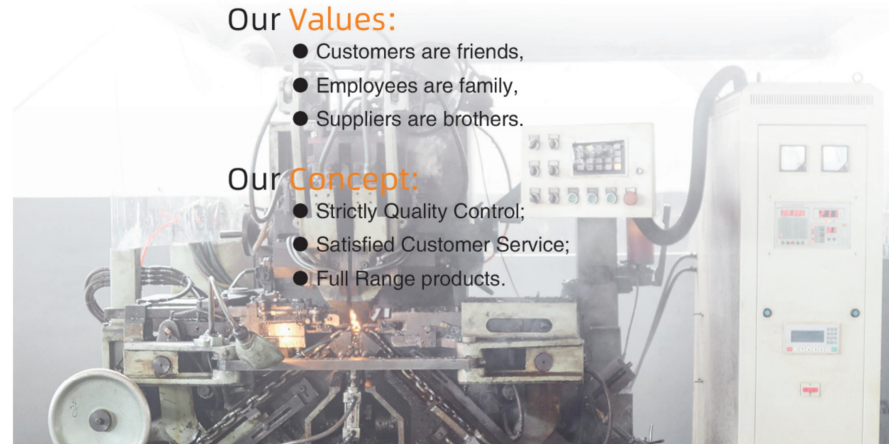 Our Values:
● Customers are friends,
● Employees are family,
● Suppliers are brothers.
Our Concept:
● Strictly Quality Control;
● Satisfied Customer Service;
● Full Range products.